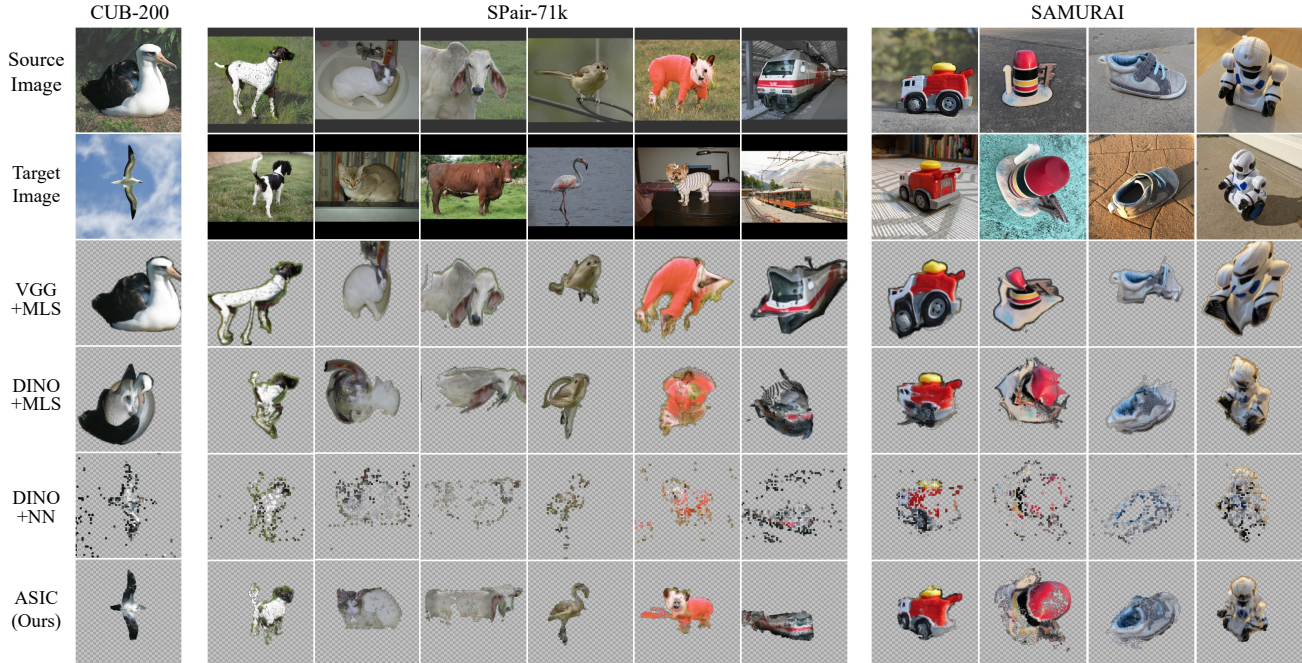 CUB-200
SPair-71k
SAMURAI
Source
Image
Target
Image
VGG
+MLS
DINO
+MLS
DINO
+NN
ASIC
(Ours)